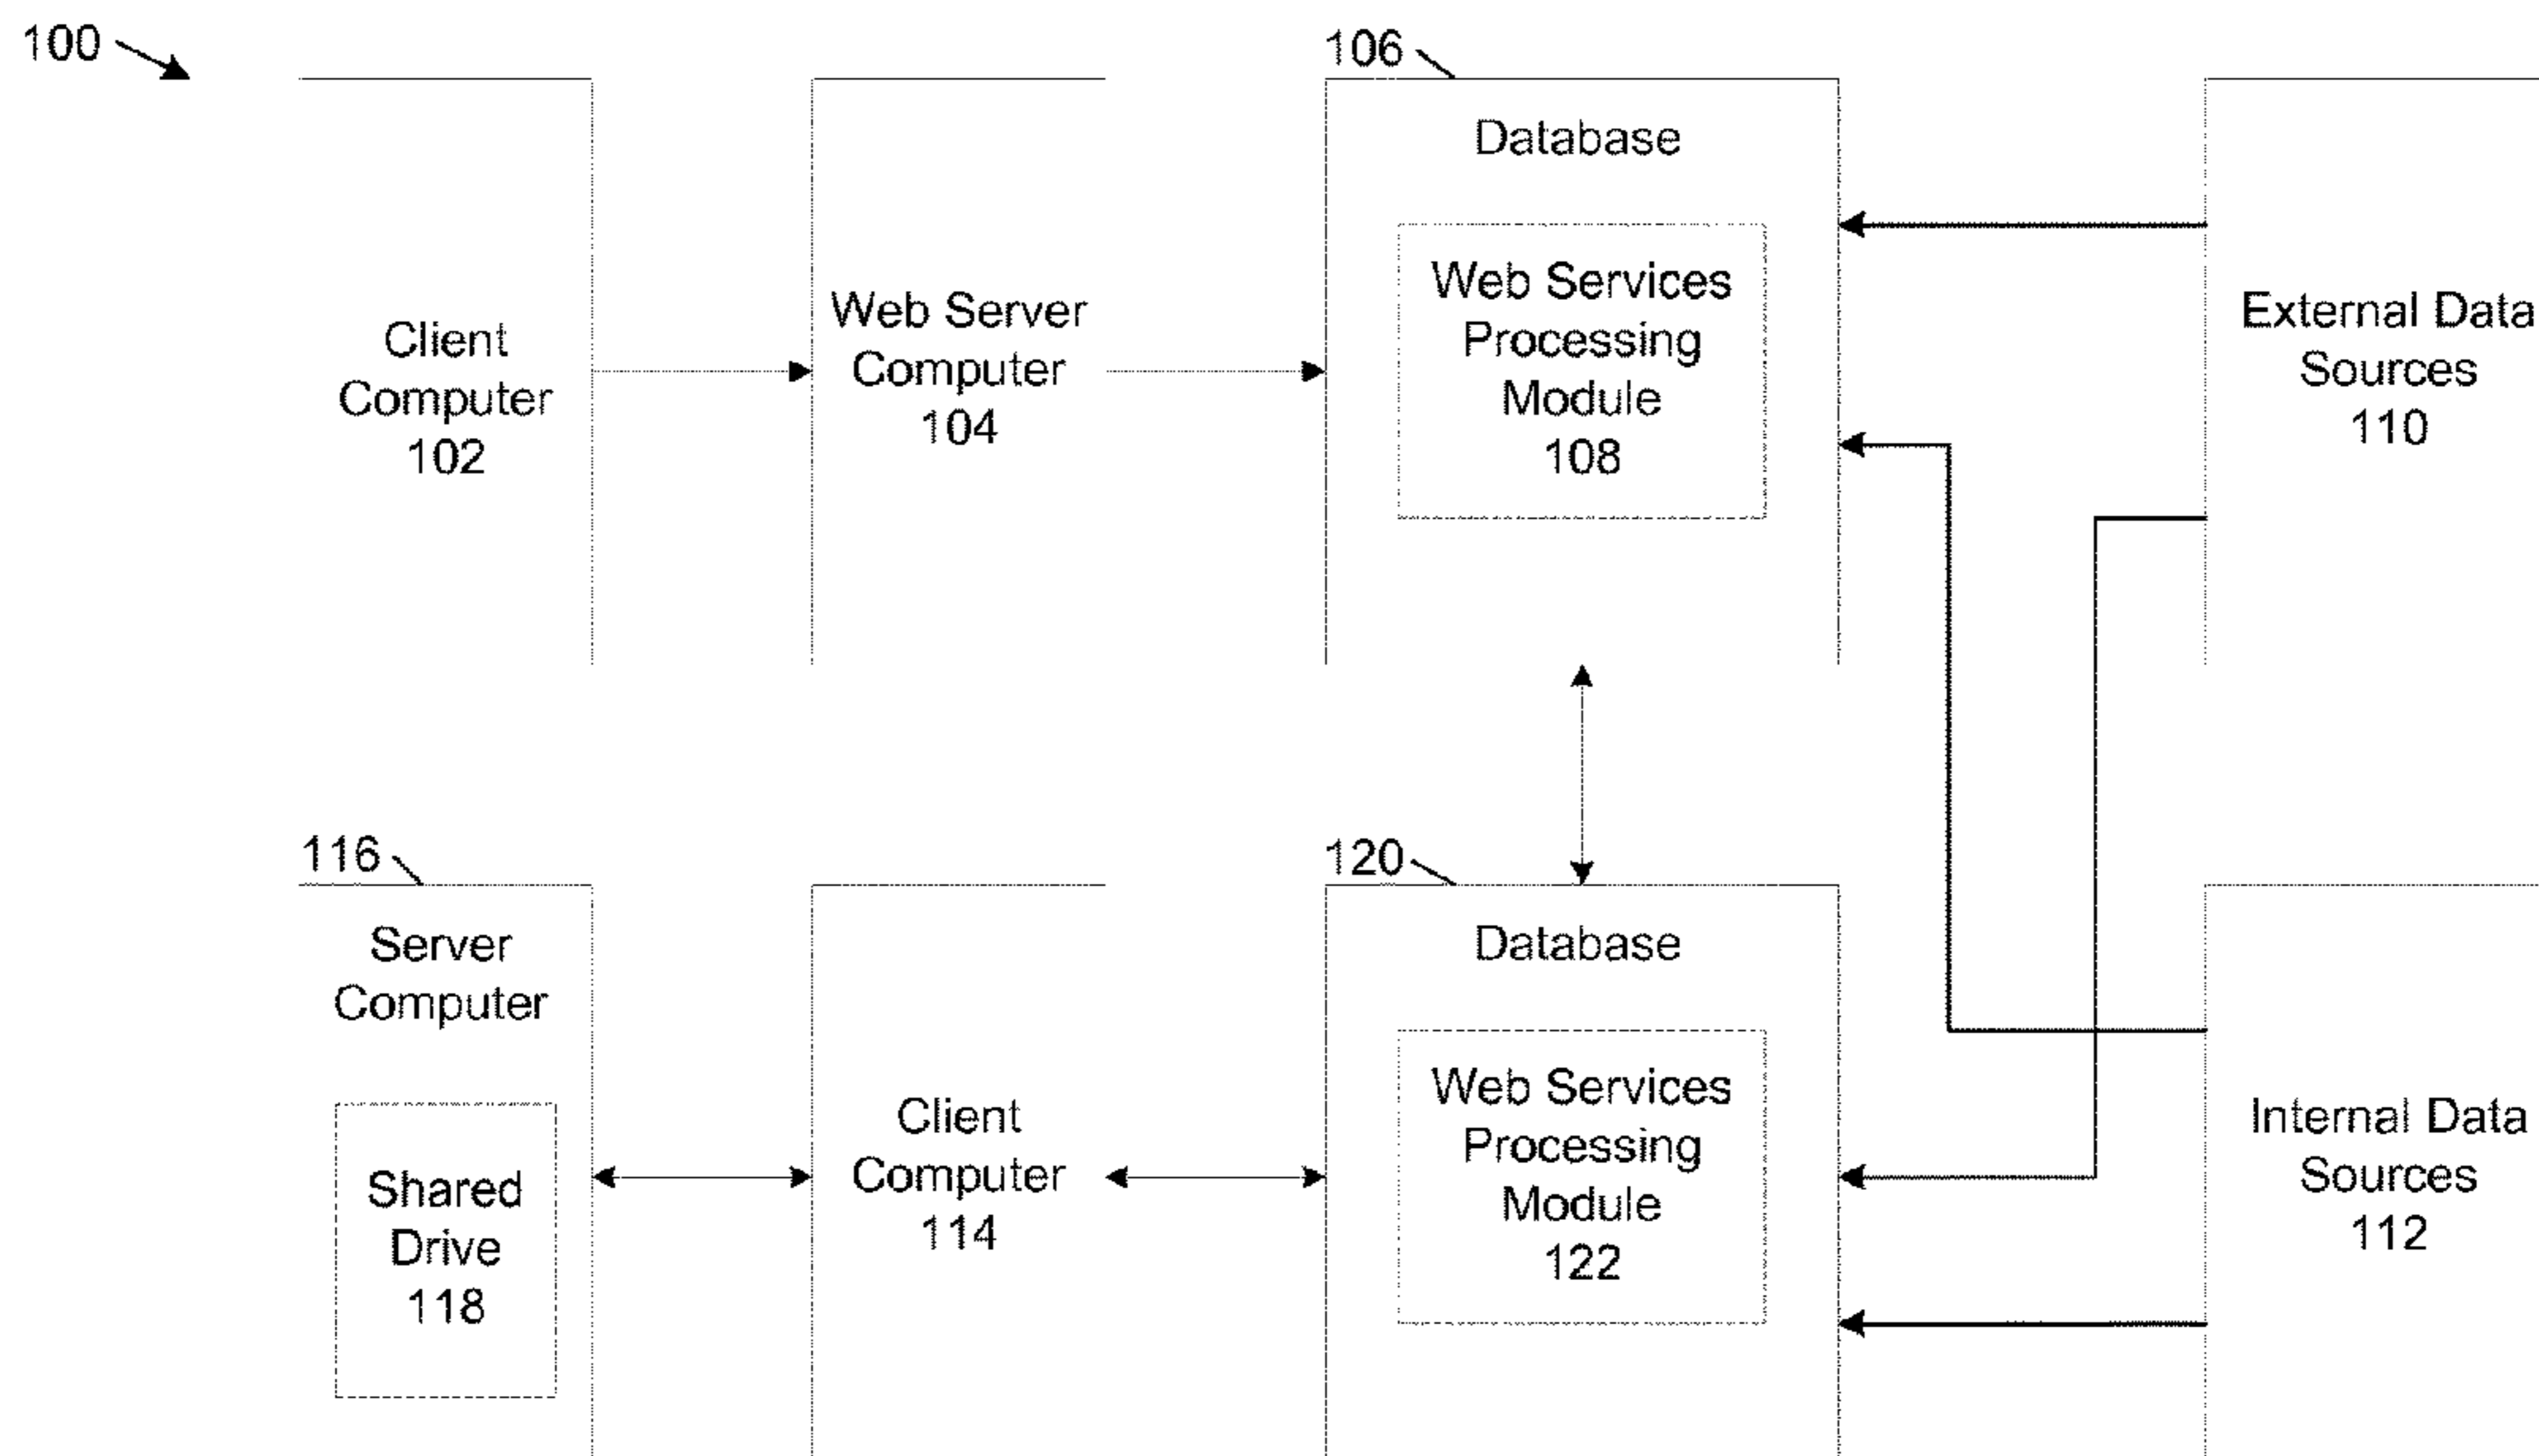 100
106
Database
Client
Computer
102
Web Server
Computer
104
Web Services
Processing
Module
108
External Data
Sources
110
116
Server
Computer
Shared
Drive
118
Client
Computer
114
120
Database
Web Services
Processing
Module
122
Internal Data
Sources
112